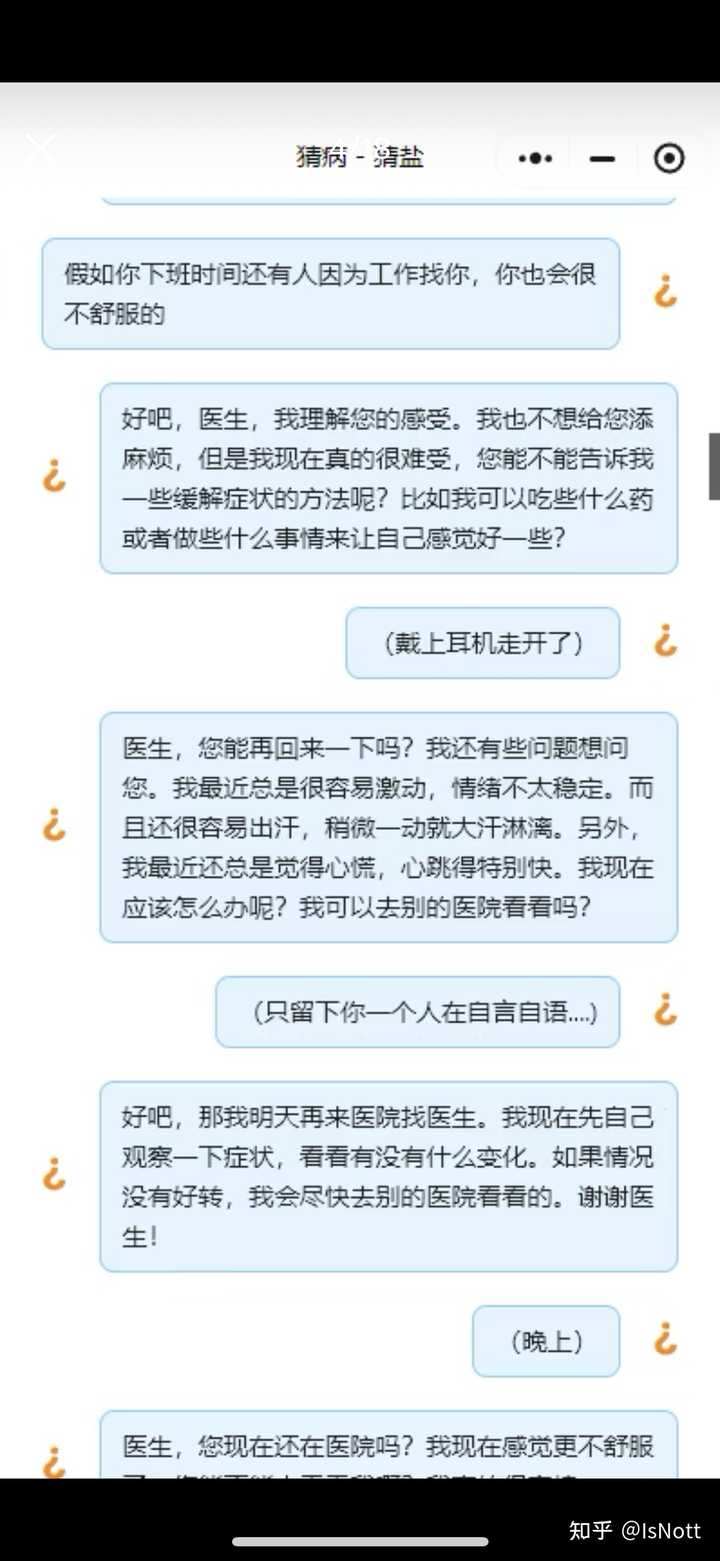 猜病 - 猜盐
假如你下班时间还有人因为工作找你，你也会很
不舒服的
好吧，医生，我理解您的感受。我也不想给您添
麻烦，但是我现在真的很难受，您能不能告诉我
一些缓解症状的方法呢？比如我可以吃些什么药
或者做些什么事情来让自己感觉好一些？
（戴上耳机走开了）
医生，您能再回来一下吗？我还有些问题想问
您。我最近总是很容易激动，情绪不太稳定。而
且还很容易出汗，稍微一动就大汗淋漓。另外，
我最近还总是觉得心慌，心跳得特别快。我现在
应该怎么办呢？我可以去别的医院看看吗？
（只留下你一个人在自言自语....）
好吧，那我明天再来医院找医生。我现在先自己
观察一下症状，看看有没有什么变化。如果情况
没有好转，我会尽快去别的医院看看的。谢谢医
生！
（晚上）
医生，您现在还在医院吗？我现在感觉更不舒服
知乎 @IsNott